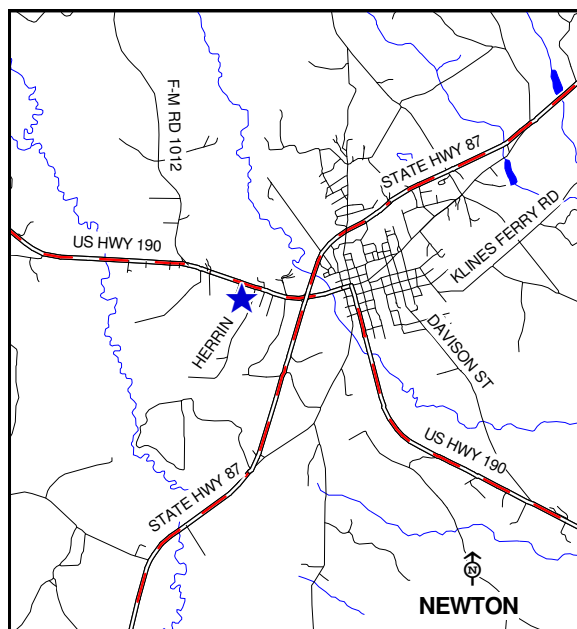 F-M RD 1012
STATE HWY 87
US HWY 190
KLINES FERRY RD
HERRIN
DAVISON ST
US HWY 190
STATE HWY 87
N
NEWTON